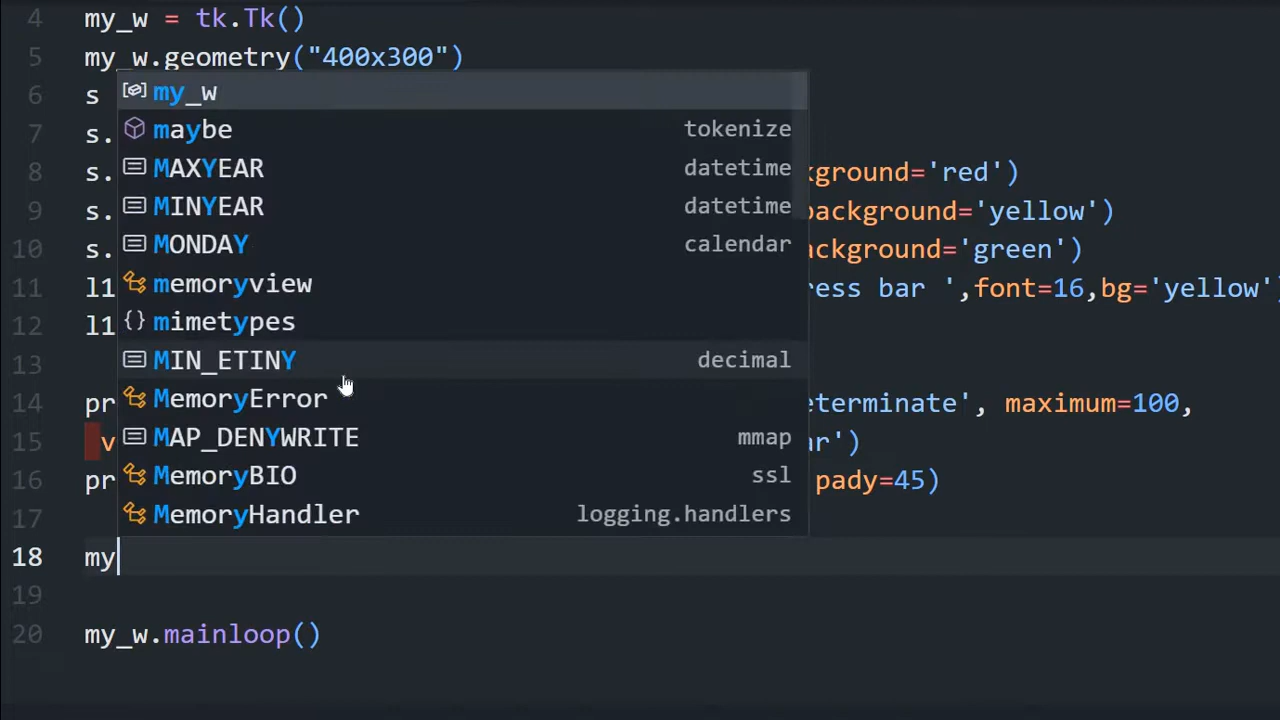 4 my_w = tk.Tk()
5 my_w.geometry("400x300")
6 s
my_w
maybe tokenize
7 s.
MAXYEAR datetime
8 s. kground='red')
MINYEAR datetime
9 s. background='yellow')
MONDAY calendar
10 s. ackground='green')
memoryview
11 l1 ress bar ',font=16,bg='yellow'
mimetypes
12 l1
MIN_ETINY decimal
13
MemoryError
14 pr eterminate', maximum=100,
MAP_DENYWRITE mmap
15 v ar')
MemoryBIO ssl
16 pr pady=45)
MemoryHandler logging.handlers
17
18 my
19
20 my_w.mainloop()